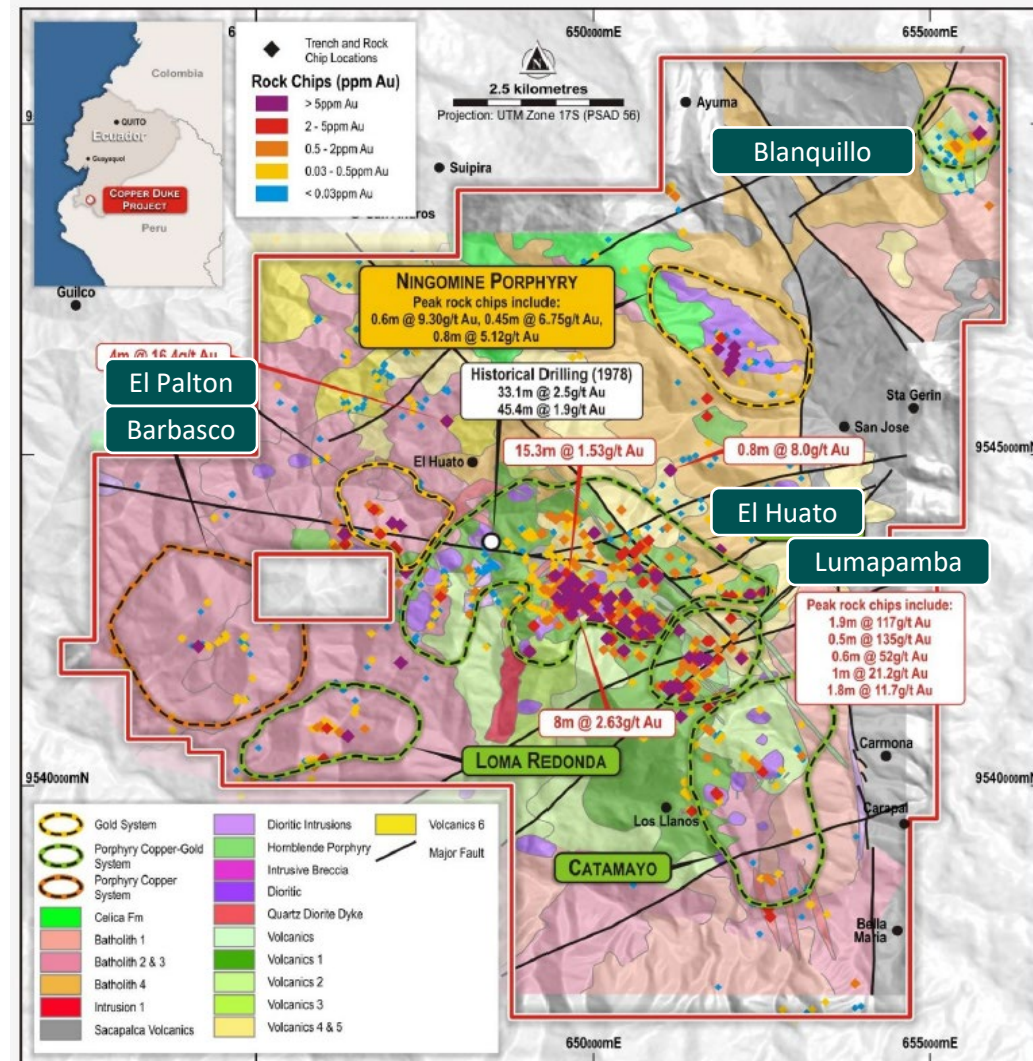 650000mE
655000mE
Colombia
QUITO
Ecuador
Guayaquil
COPPER DUKE
PROJECT
Peru
Trench and Rock
Chip Locations
Rock Chips (ppm Au)
> 5ppm Au
2 - 5ppm Au
0.5 - 2ppm Au
0.03 - 0.5ppm Au
< 0.03ppm Au
N
2.5 kilometres
Projection: UTM Zone 17S (PSAD 56)
Ayuma
Suipira
Blanquillo
Guilco
NINGOMINE PORPHYRY
Peak rock chips include:
0.6m @ 9.30g/t Au, 0.45m @ 6.75g/t Au,
0.8m @ 5.12g/t Au
4m @ 16.4g/t Au
El Palton
Barbasco
Historical Drilling (1978)
33.1m @ 2.5g/t Au
45.4m @ 1.9g/t Au
Sta Gerin
San Jose
El Huato
15.3m @ 1.53g/t Au
0.8m @ 8.0g/t Au
9545000mN
El Huato
Lumapamba
Peak rock chips include:
1.9m @ 117g/t Au
0.5m @ 135g/t Au
0.6m @ 52g/t Au
1m @ 21.2g/t Au
1.8m @ 11.7g/t Au
8m @ 2.63g/t Au
LOMA REDONDA
Carmona
9540000mN
9540000mN
Los Llanos
Carapal
CATAMAYO
Bella
Maria
Gold System
Porphyry Copper-Gold
System
Porphyry Copper
System
Celica Fm
Batholith 1
Batholith 2 & 3
Batholith 4
Intrusion 1
Sacapalca Volcanics
Dioritic Intrusions
Hornblende Porphyry
Intrusive Breccia
Dioritic
Quartz Diorite Dyke
Volcanics
Volcanics 1
Volcanics 2
Volcanics 3
Volcanics 4 & 5
Volcanics 6
Major Fault
650000mE
655000mE